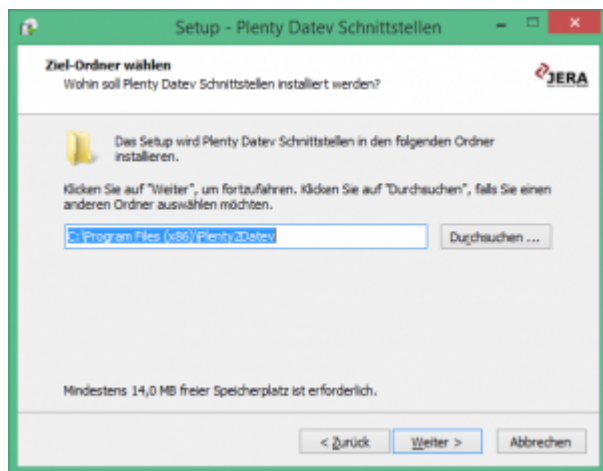 Setup - Plenty Datev Schnittstellen
Ziel-Ordner wählen
Wohin soll Plenty Datev Schnittstellen installiert werden?
JERA
Das Setup wird Plenty Datev Schnittstellen in den folgenden Ordner
installieren.
Klicken Sie auf "Weiter", um fortzufahren. Klicken Sie auf "Durchsuchen", falls Sie einen
anderen Ordner auswählen möchten.
C:\Program Files (x86)\Plenty2Datev
Durchsuchen ...
Mindestens 14,0 MB freier Speicherplatz ist erforderlich.
< Zurück
Weiter >
Abbrechen